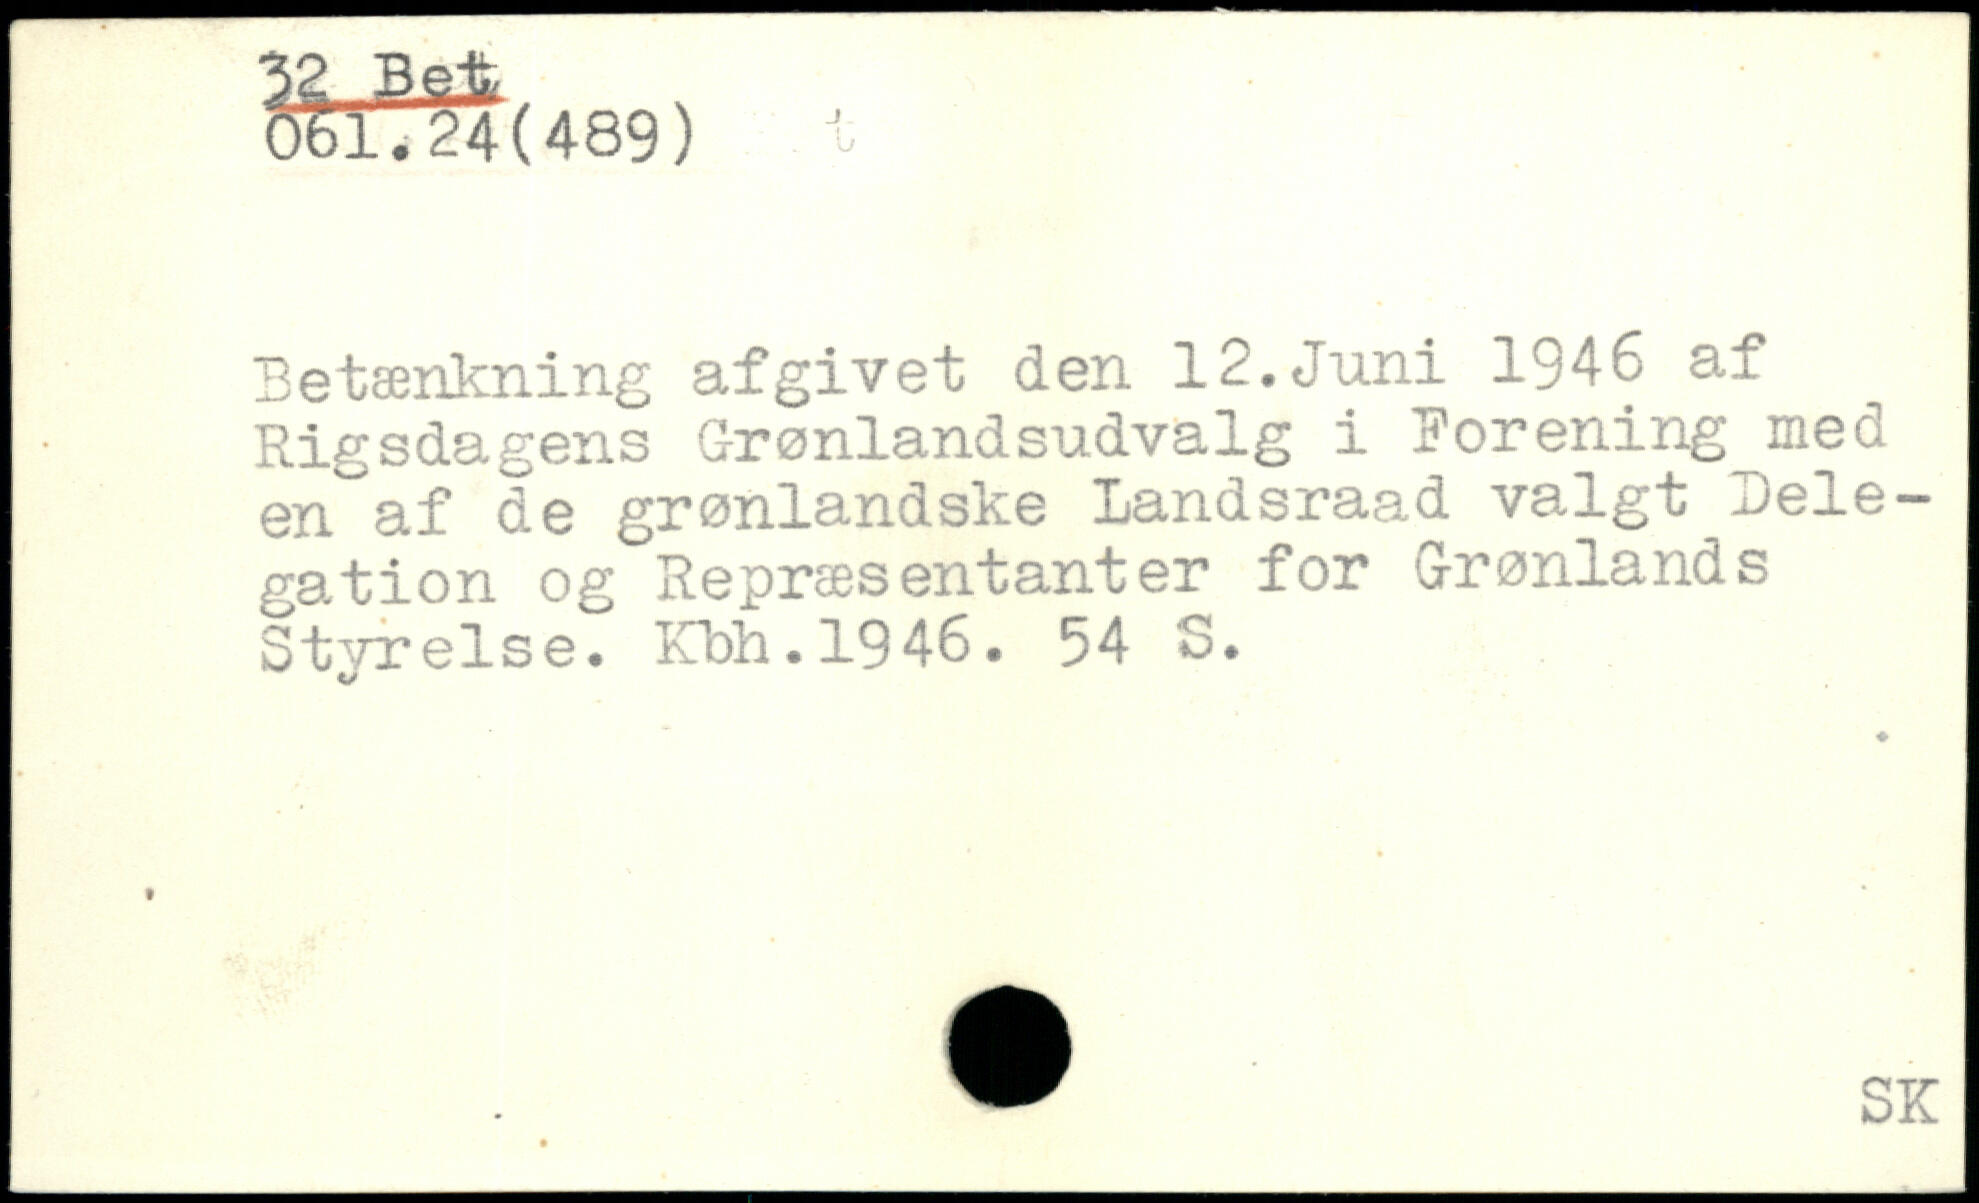 32 Bet
061.24(489)
Betænkning afgivet den 12.Juni 1946 af
Rigsdagens Grønlandsudvalg i Forening med
en af de grønlandske Landsraad valgt Dele-
gation og Repræsentanter for Grønlands
Styrelse. Kbh.1946. 54 S.
SK